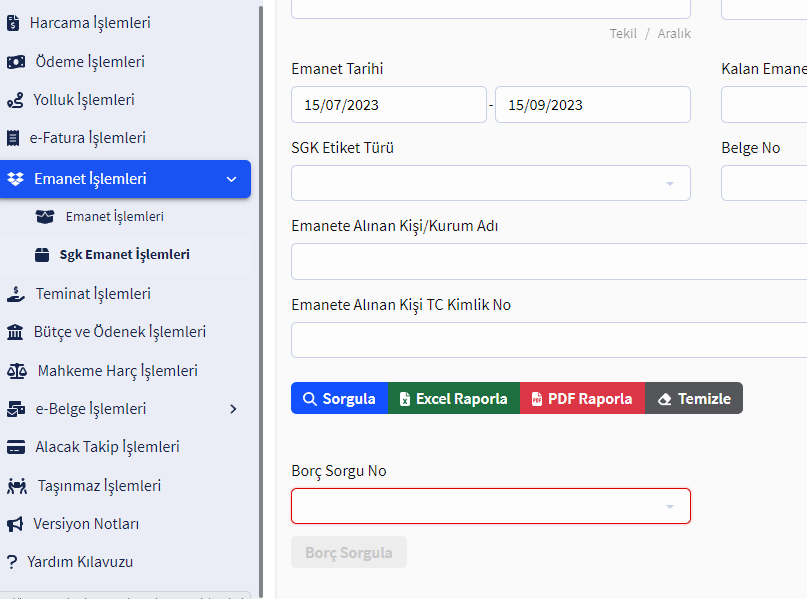 Harcama İşlemleri
Ödeme İşlemleri
Yolluk İşlemleri
e-Fatura İşlemleri
Emanet İşlemleri
Emanet İşlemleri
Sgk Emanet İşlemleri
Teminat İşlemleri
Bütçe ve Ödenek İşlemleri
Mahkeme Harç İşlemleri
e-Belge İşlemleri
Alacak Takip İşlemleri
Taşınmaz İşlemleri
Versiyon Notları
? Yardım Kılavuzu
Tekil / Aralık
Emanet Tarihi
Kalan Emane
15/07/2023 - 15/09/2023
SGK Etiket Türü
Belge No
Emanete Alınan Kişi/Kurum Adı
Emanete Alınan Kişi TC Kimlik No
Sorgula Excel Raporla PDF Raporla Temizle
Borç Sorgu No
Borç Sorgula